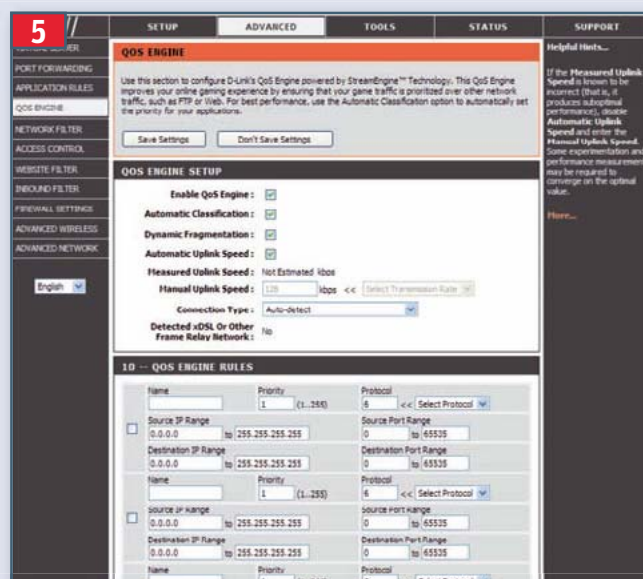 5
SETUP
ADVANCED
TOOLS
STATUS
SUPPORT
PORT FORWARDING
APPLICATION RULES
QOS ENGINE
NETWORK FILTER
ACCESS CONTROL
WEBSITE FILTER
INBOUND FILTER
FIREWALL SETTINGS
ADVANCED WIRELESS
ADVANCED NETWORK
English
QOS ENGINE
Use this section to configure D-Link's QoS Engine powered by StreamEngine™ Technology. This QoS Engine
improves your online gaming experience by ensuring that your game traffic is prioritized over other network
traffic, such as FTP or Web. For best performance, use the Automatic Classification option to automatically set
the priority for your applications.
Save Settings
Don't Save Settings
QOS ENGINE SETUP
Enable QoS Engine :
Automatic Classification :
Dynamic Fragmentation :
Automatic Uplink Speed :
Measured Uplink Speed : Not Estimated kbps
Manual Uplink Speed : 128 kbps << Select Transmission Rate
Connection Type : Auto-detect
Detected xDSL Or Other
Frame Relay Network : No
10 -- QOS ENGINE RULES
Name Priority Protocol
1 (1..255) 6 << Select Protocol
Source IP Range Source Port Range
0.0.0.0 to 255.255.255.255 0 to 65535
Destination IP Range Destination Port Range
0.0.0.0 to 255.255.255.255 0 to 65535
Name Priority Protocol
1 (1..255) 6 << Select Protocol
Source IP Range Source Port Range
0.0.0.0 to 255.255.255.255 0 to 65535
Destination IP Range Destination Port Range
0.0.0.0 to 255.255.255.255 0 to 65535
Name Priority Protocol
Helpful Hints...
If the Measured Uplink
Speed is known to be
incorrect (that is, it
produces suboptimal
performance), disable
Automatic Uplink
Speed and enter the
Manual Uplink Speed.
Some experimentation and
performance measurement
may be required to
converge on the optimal
value.
More...